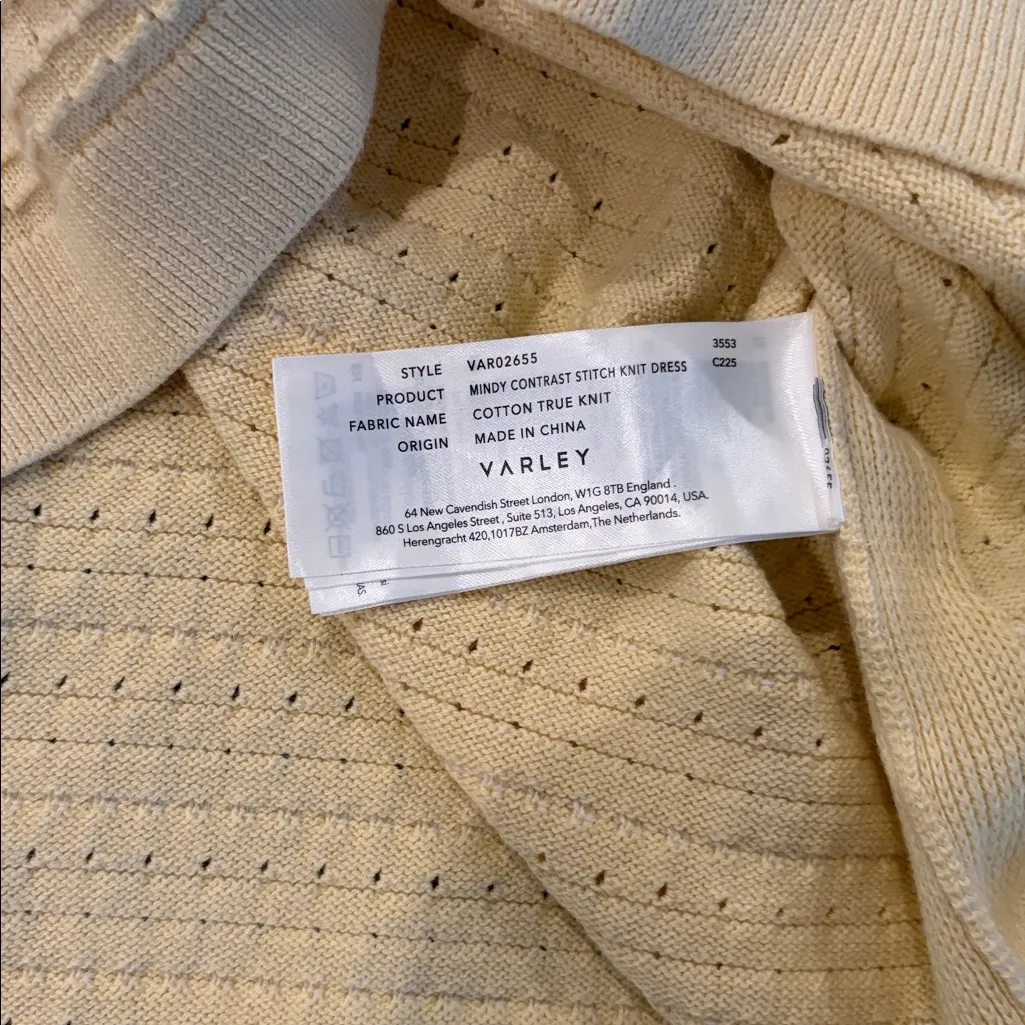 STYLE VAR02655 3553
PRODUCT MINDY CONTRAST STITCH KNIT DRESS C225
FABRIC NAME COTTON TRUE KNIT
ORIGIN MADE IN CHINA
VARLEY
64 New Cavendish Street London, W1G 8TB England .
860 S Los Angeles Street , Suite 513, Los Angeles, CA 90014, USA.
Herengracht 420,1017BZ Amsterdam,The Netherlands.